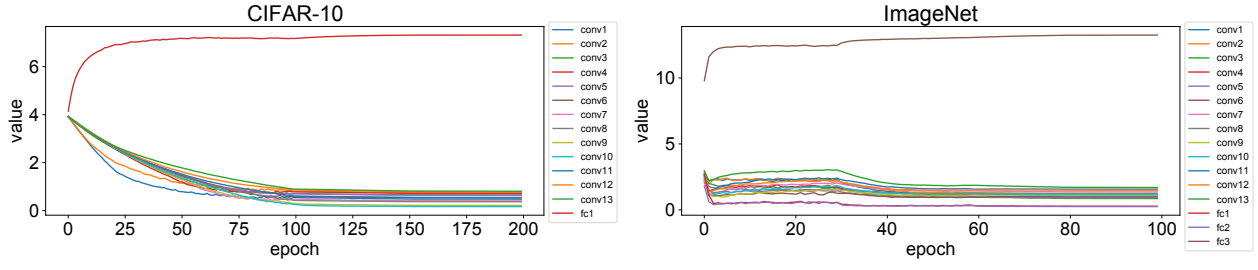 CIFAR-10
value
6
4
2
0
0 25 50 75 100 125 150 175 200
epoch
conv1
conv2
conv3
conv4
conv5
conv6
conv7
conv8
conv9
conv10
conv11
conv12
conv13
fc1
ImageNet
value
10
5
0
0 20 40 60 80 100
epoch
conv1
conv2
conv3
conv4
conv5
conv6
conv7
conv8
conv9
conv10
conv11
conv12
conv13
fc1
fc2
fc3